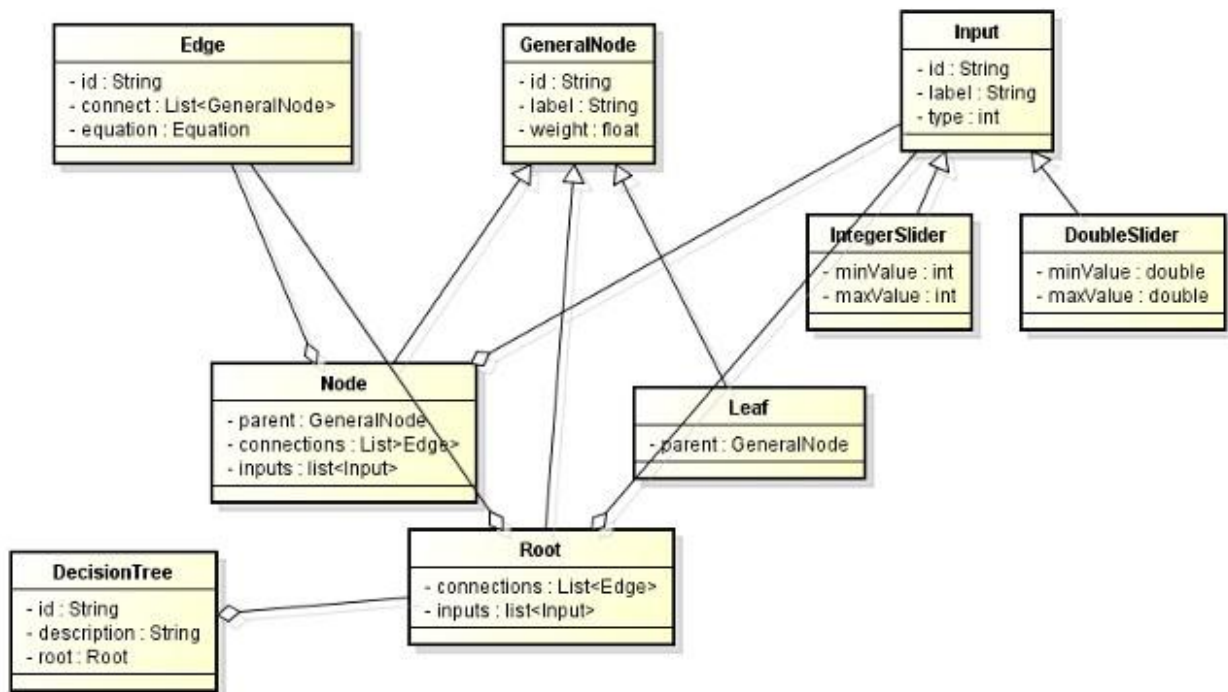 Edge
- id : String
- connect : List<GeneralNode>
- equation : Equation
GeneralNode
- id : String
- label : String
- weight : float
Input
- id : String
- label : String
- type : int
IntegerSlider
- minValue : int
- maxValue : int
DoubleSlider
- minValue : double
- maxValue : double
Node
- parent : GeneralNode
- connections : List>Edge>
- inputs : list<Input>
Leaf
- parent : GeneralNode
Root
- connections : List<Edge>
- inputs : list<Input>
DecisionTree
- id : String
- description : String
- root : Root